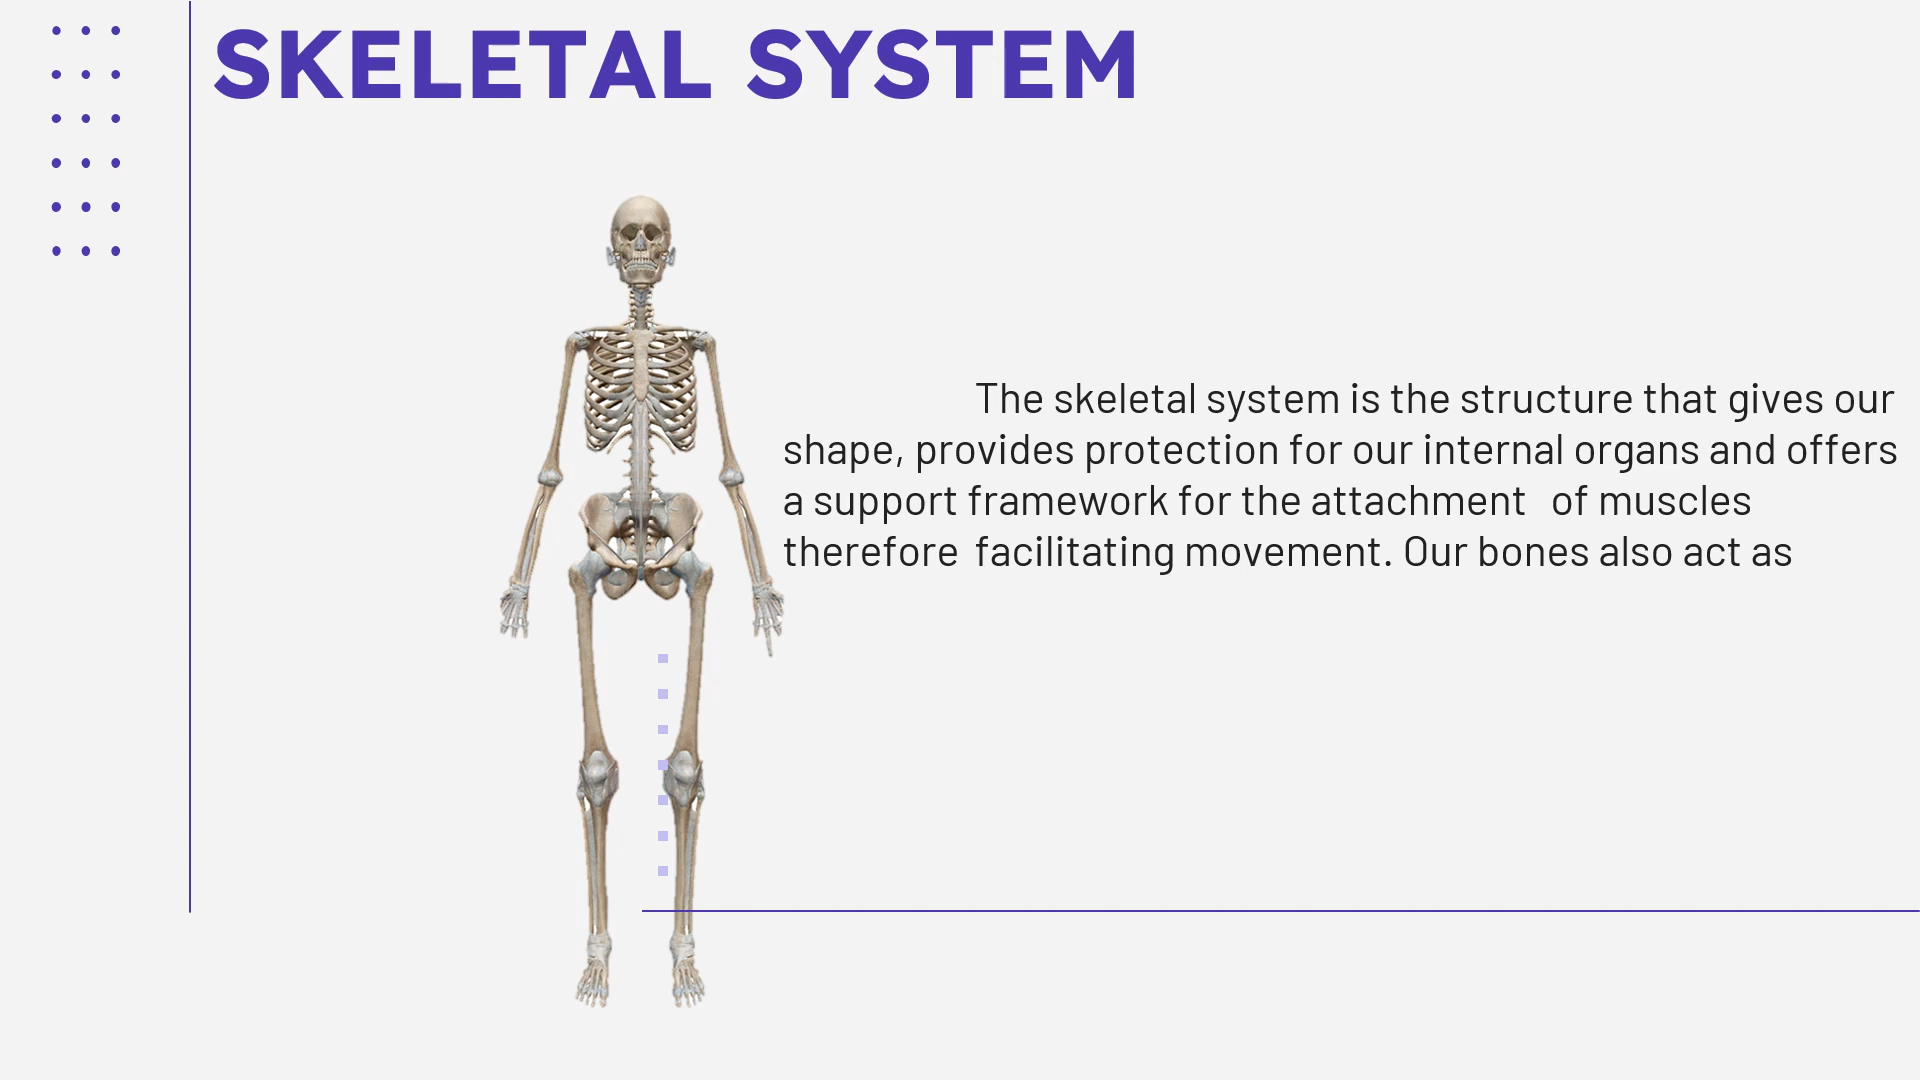 SKELETAL SYSTEM
The skeletal system is the structure that gives our
shape, provides protection for our internal organs and offers
a support framework for the attachment of muscles
therefore facilitating movement. Our bones also act as